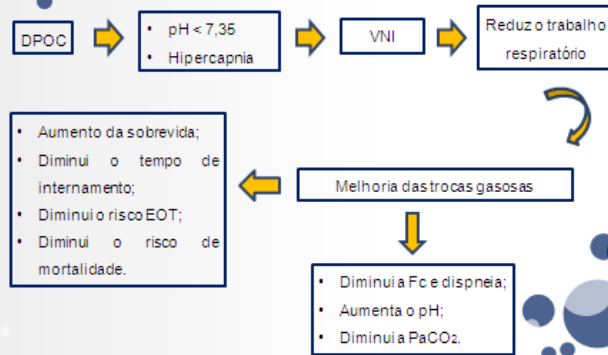 DPOC
• pH < 7,35
• Hipercapnia
VNI
Reduz o trabalho
respiratório
Melhoria das trocas gasosas
• Aumento da sobrevida;
• Diminui o tempo de
internamento;
• Diminui o risco EOT;
• Diminui o risco de
mortalidade.
• Diminui a Fc e dispneia;
• Aumenta o pH;
• Diminui a PaCO₂.